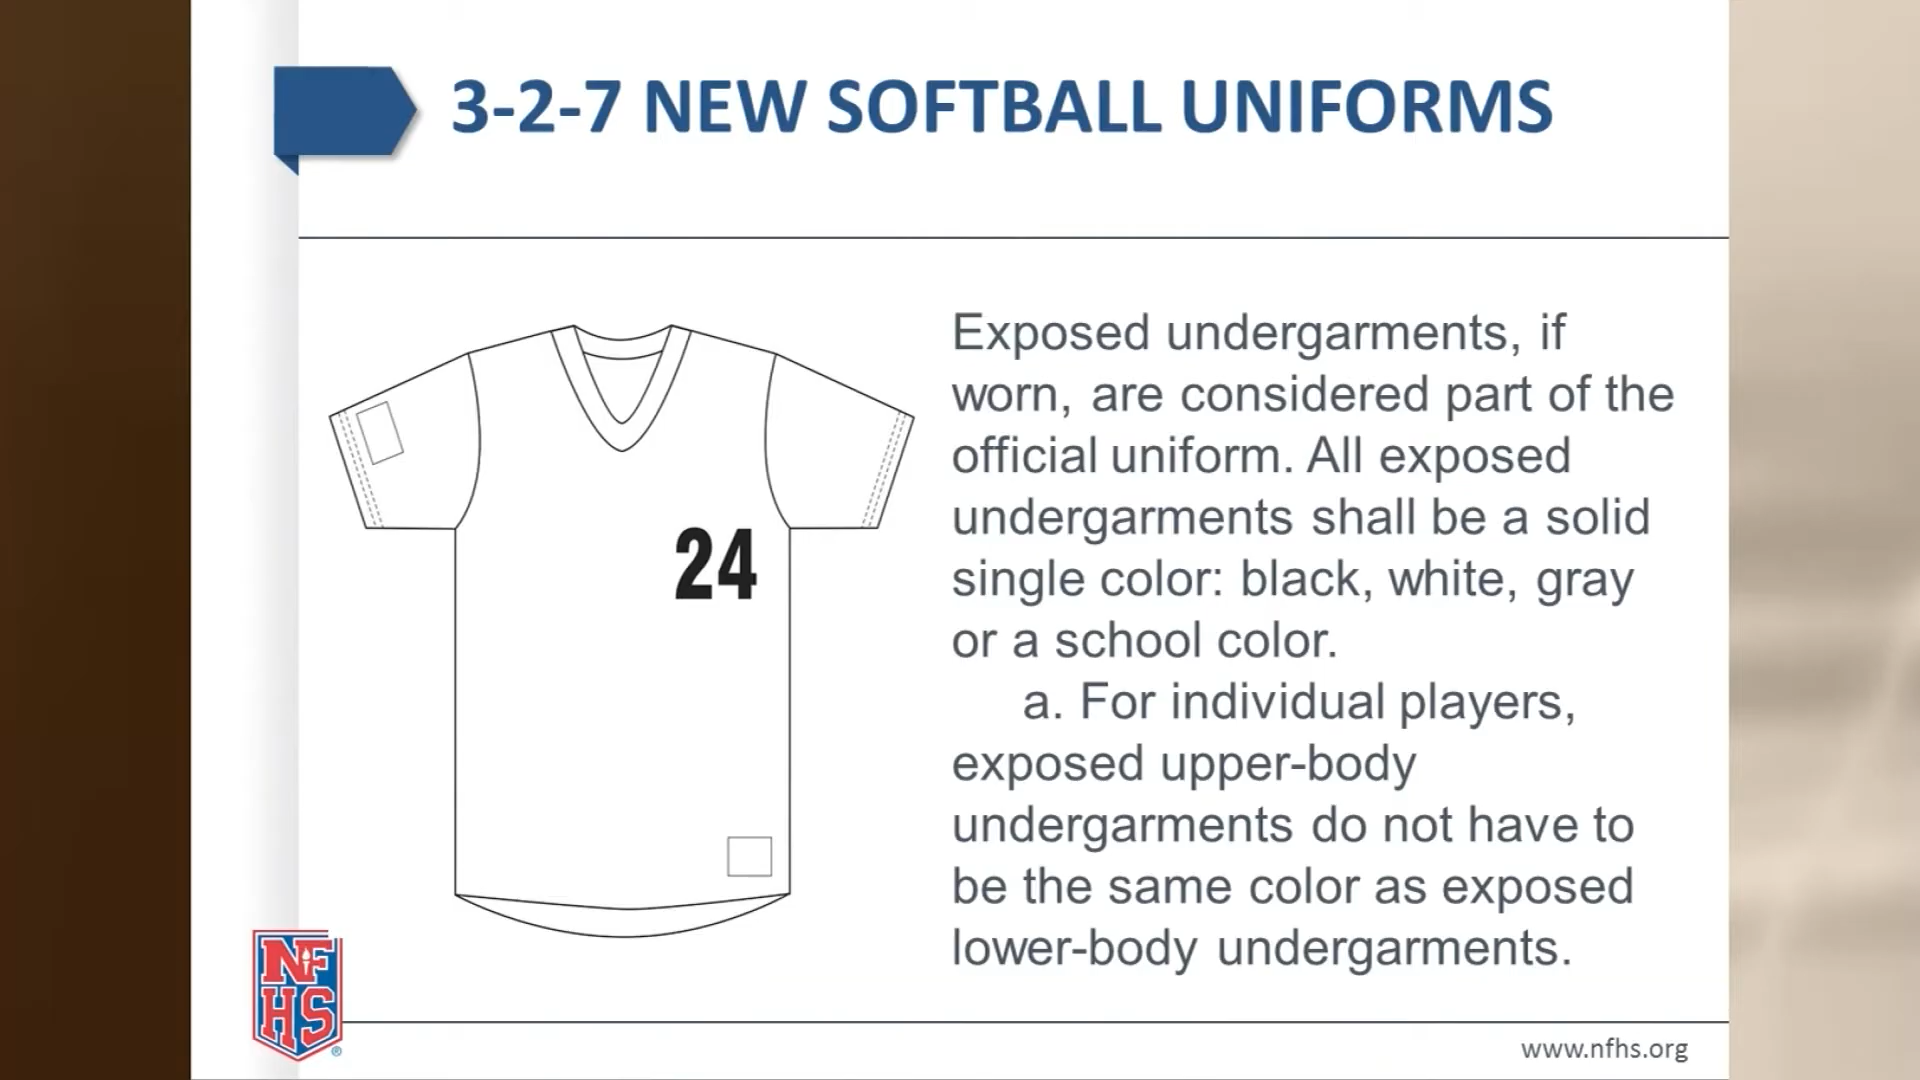 3-2-7 NEW SOFTBALL UNIFORMS
24
Exposed undergarments, if
worn, are considered part of the
official uniform. All exposed
undergarments shall be a solid
single color: black, white, gray
or a school color.
a. For individual players,
exposed upper-body
undergarments do not have to
be the same color as exposed
lower-body undergarments.
NF
HS
®
www.nfhs.org